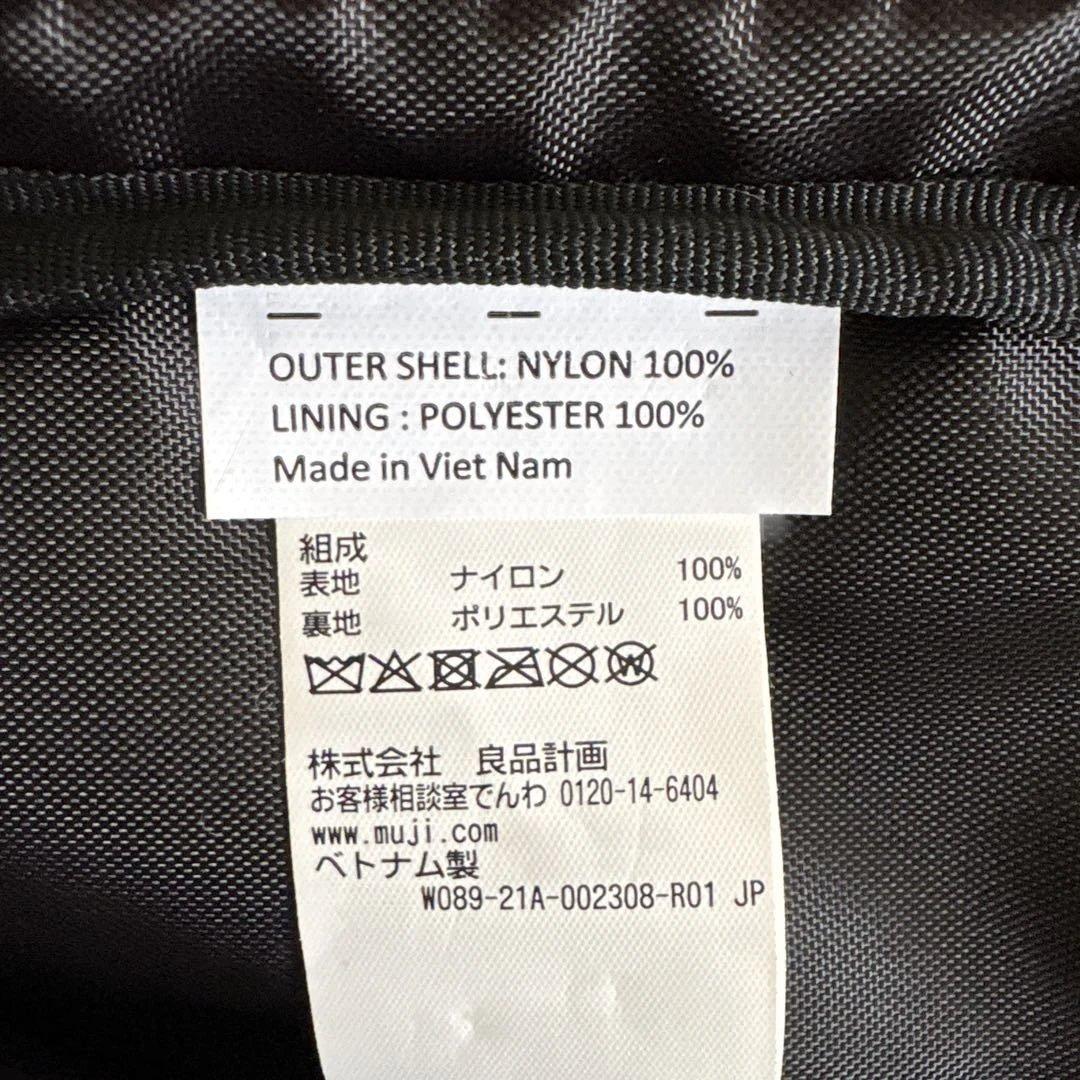 OUTER SHELL: NYLON 100%
LINING : POLYESTER 100%
Made in Viet Nam
組成
表地 ナイロン 100%
裏地 ポリエステル 100%
W
株式会社 良品計画
お客様相談室でんわ 0120-14-6404
www.muji.com
ベトナム製
W089-21A-002308-R01 JP